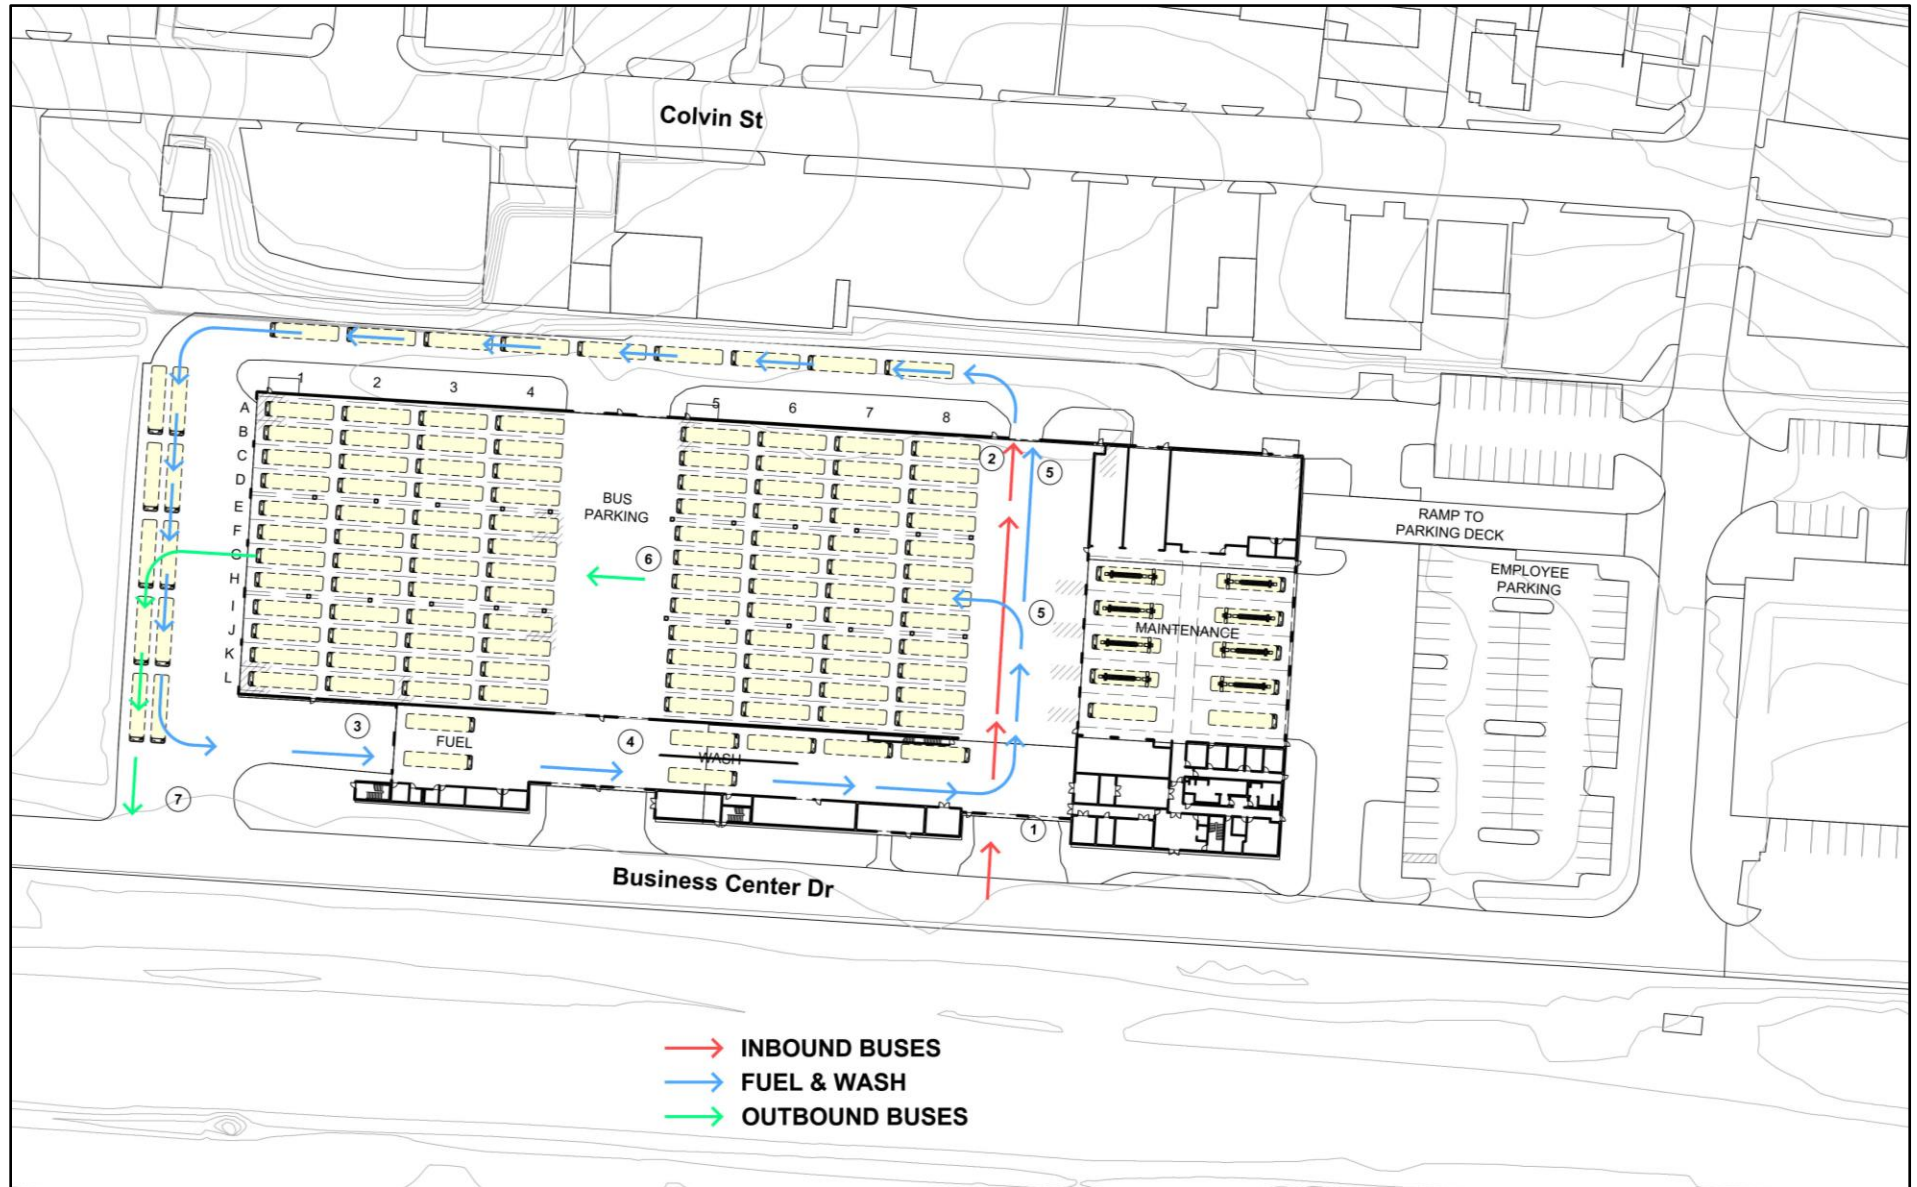 Colvin St
1
2
3
4
5
6
7
8
A
B
C
D
E
F
G
H
I
J
K
L
BUS
PARKING
2
5
6
5
RAMP TO
PARKING DECK
EMPLOYEE
PARKING
MAINTENANCE
3
FUEL
4
WASH
7
1
Business Center Dr
INBOUND BUSES
FUEL & WASH
OUTBOUND BUSES